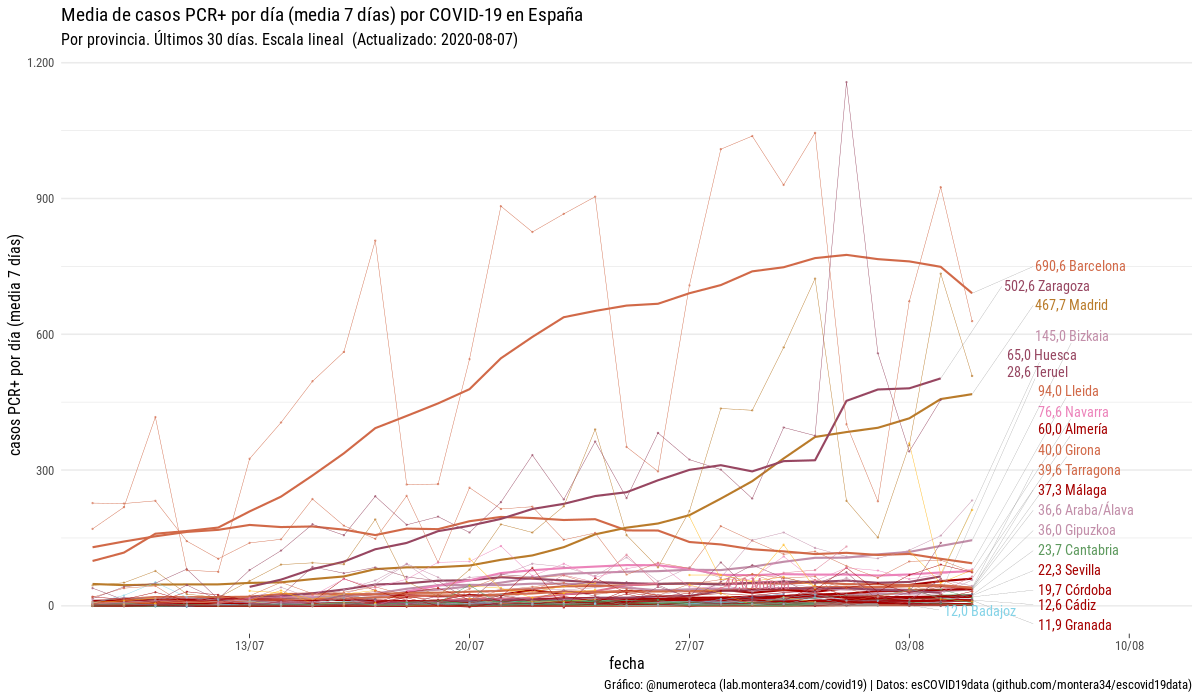 Media de casos PCR+ por día (media 7 días) por COVID-19 en España
Por provincia. Últimos 30 días. Escala lineal (Actualizado: 2020-08-07)
casos PCR+ por día (media 7 días)
1.200
900
600
300
0
690,6 Barcelona
502,6 Zaragoza
467,7 Madrid
145,0 Bizkaia
65,0 Huesca
28,6 Teruel
94,0 Lleida
76,6 Navarra
60,0 Almería
40,0 Girona
39,6 Tarragona
37,3 Málaga
36,6 Araba/Álava
36,0 Gipuzkoa
23,7 Cantabria
22,3 Sevilla
19,7 Córdoba
12,6 Cádiz
12,0 Badajoz
11,9 Granada
13/07
20/07
27/07
03/08
10/08
fecha
Gráfico: @numeroteca (lab.montera34.com/covid19) | Datos: esCOVID19data (github.com/montera34/escovid19data)